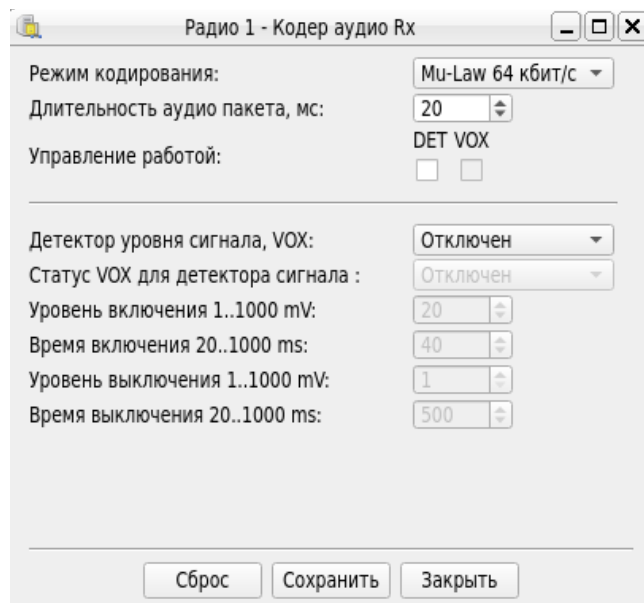 Радио 1 - Кодер аудио Rx
Режим кодирования: Mu-Law 64 кбит/с
Длительность аудио пакета, мс: 20
DET VOX
Управление работой:
Детектор уровня сигнала, VOX: Отключен
Статус VOX для детектора сигнала : Отключен
Уровень включения 1..1000 mV: 20
Время включения 20..1000 ms: 40
Уровень выключения 1..1000 mV: 1
Время выключения 20..1000 ms: 500
Сброс Сохранить Закрыть